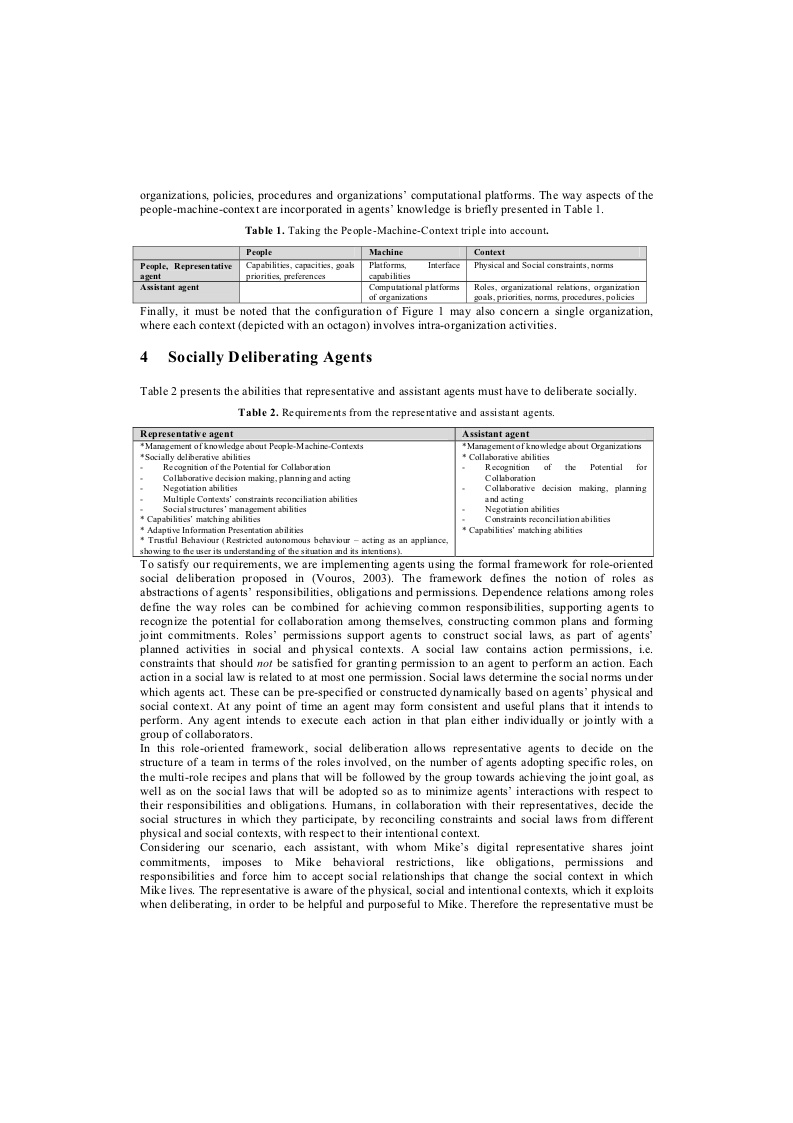 organizations, policies, procedures and organizations’ computational platforms. The way aspects of the
people-machine-context are incorporated in agents’ knowledge is briefly presented in Table 1.
Table 1. Taking the People-Machine-Context triple into account.
People Machine Context
People, Representative Capabilities, capacities, goals Platforms, Interface Physical and Social constraints, norms
agent priorities, preferences capabilities
Assistant agent Computational platforms Roles, organizational relations, organization
of organizations goals, priorities, norms, procedures, policies
Finally, it must be noted that the configuration of Figure 1 may also concern a single organization,
where each context (depicted with an octagon) involves intra-organization activities.
4 Socially Deliberating Agents
Table 2 presents the abilities that representative and assistant agents must have to deliberate socially.
Table 2. Requirements from the representative and assistant agents.
Representative agent
*Management of knowledge about People-Machine-Contexts
*Socially deliberative abilities
- Recognition of the Potential for Collaboration
- Collaborative decision making, planning and acting
- Negotiation abilities
- Multiple Contexts’ constraints reconciliation abilities
- Social structures’ management abilities
* Capabilities’ matching abilities
* Adaptive Information Presentation abilities
* Trustful Behaviour (Restricted autonomous behaviour – acting as an appliance,
showing to the user its understanding of the situation and its intentions).
Assistant agent
*Management of knowledge about Organizations
* Collaborative abilities
- Recognition of the Potential for
Collaboration
- Collaborative decision making, planning
and acting
- Negotiation abilities
- Constraints reconciliation abilities
* Capabilities’ matching abilities
To satisfy our requirements, we are implementing agents using the formal framework for role-oriented
social deliberation proposed in (Vouros, 2003). The framework defines the notion of roles as
abstractions of agents’ responsibilities, obligations and permissions. Dependence relations among roles
define the way roles can be combined for achieving common responsibilities, supporting agents to
recognize the potential for collaboration among themselves, constructing common plans and forming
joint commitments. Roles’ permissions support agents to construct social laws, as part of agents’
planned activities in social and physical contexts. A social law contains action permissions, i.e.
constraints that should not be satisfied for granting permission to an agent to perform an action. Each
action in a social law is related to at most one permission. Social laws determine the social norms under
which agents act. These can be pre-specified or constructed dynamically based on agents’ physical and
social context. At any point of time an agent may form consistent and useful plans that it intends to
perform. Any agent intends to execute each action in that plan either individually or jointly with a
group of collaborators.
In this role-oriented framework, social deliberation allows representative agents to decide on the
structure of a team in terms of the roles involved, on the number of agents adopting specific roles, on
the multi-role recipes and plans that will be followed by the group towards achieving the joint goal, as
well as on the social laws that will be adopted so as to minimize agents’ interactions with respect to
their responsibilities and obligations. Humans, in collaboration with their representatives, decide the
social structures in which they participate, by reconciling constraints and social laws from different
physical and social contexts, with respect to their intentional context.
Considering our scenario, each assistant, with whom Mike’s digital representative shares joint
commitments, imposes to Mike behavioral restrictions, like obligations, permissions and
responsibilities and force him to accept social relationships that change the social context in which
Mike lives. The representative is aware of the physical, social and intentional contexts, which it exploits
when deliberating, in order to be helpful and purposeful to Mike. Therefore the representative must be